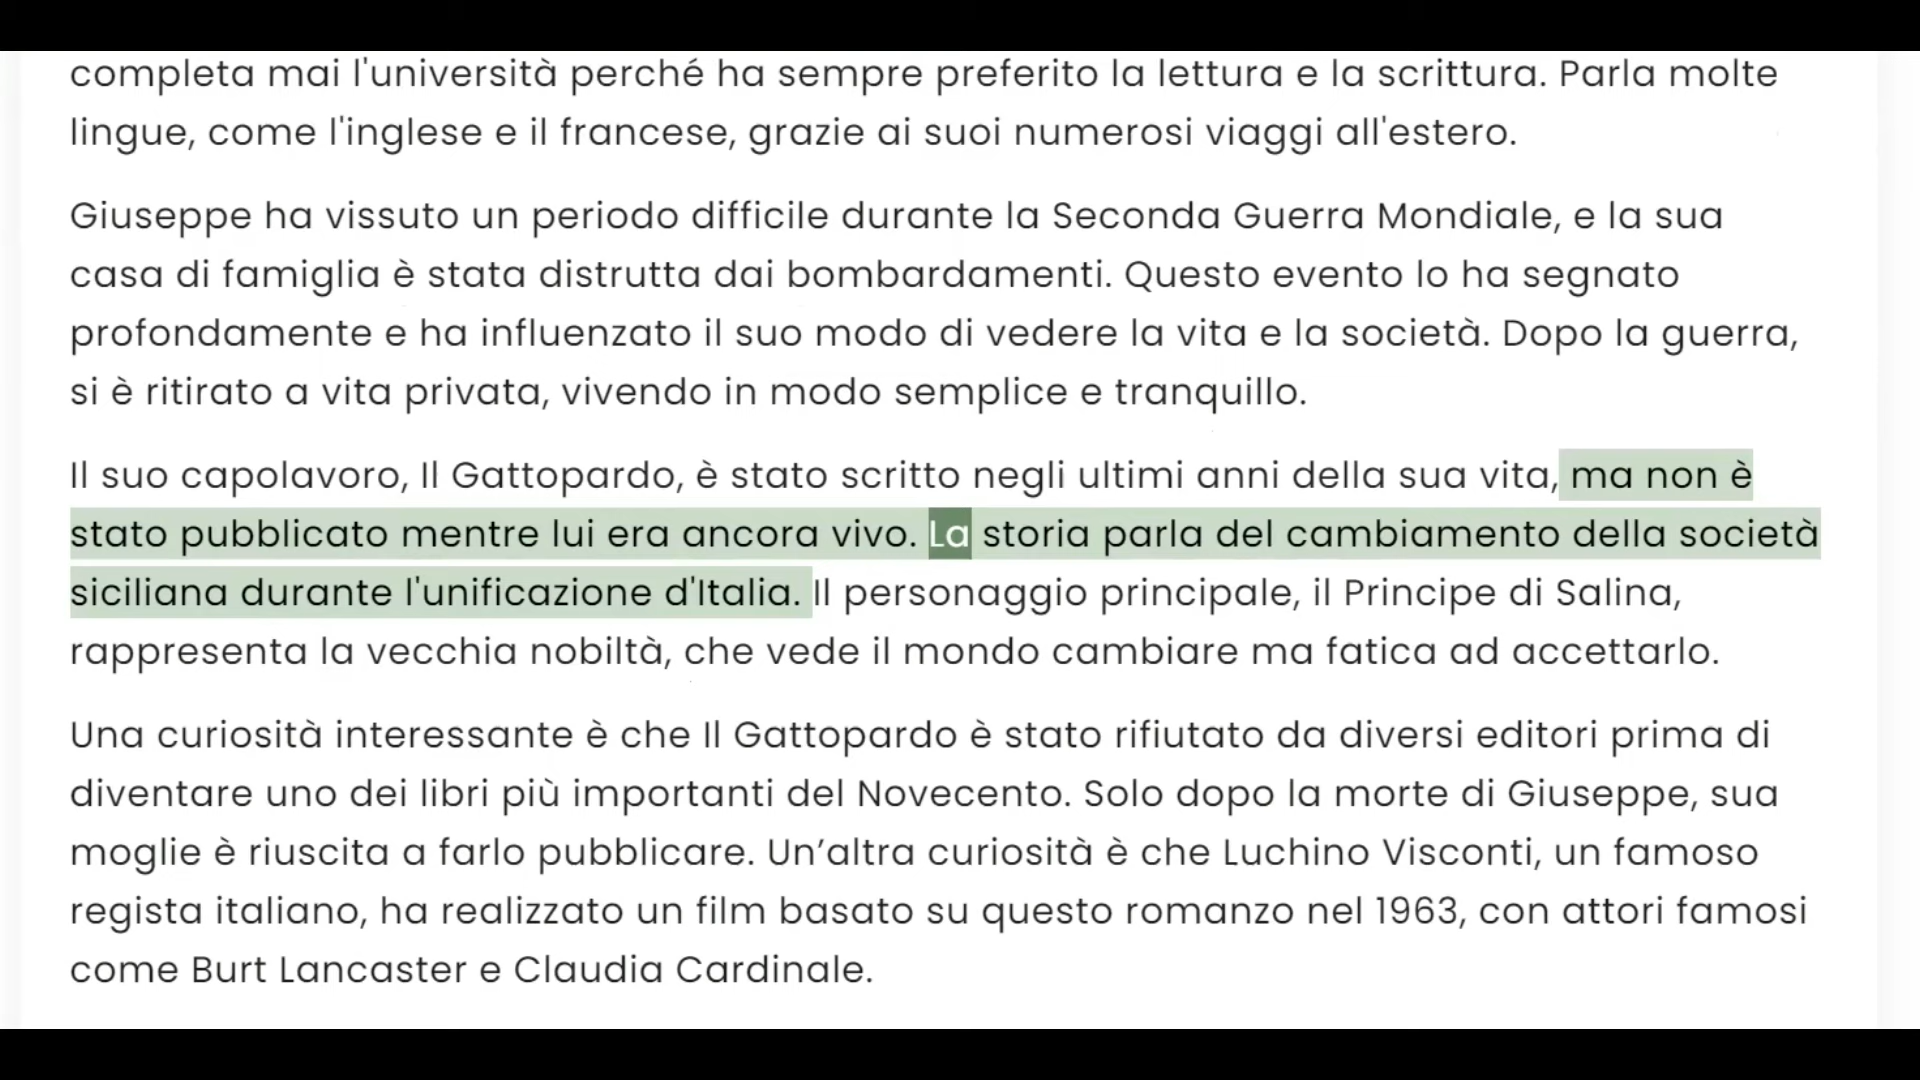 completa mai l'università perché ha sempre preferito la lettura e la scrittura. Parla molte
lingue, come l'inglese e il francese, grazie ai suoi numerosi viaggi all'estero.
Giuseppe ha vissuto un periodo difficile durante la Seconda Guerra Mondiale, e la sua
casa di famiglia è stata distrutta dai bombardamenti. Questo evento lo ha segnato
profondamente e ha influenzato il suo modo di vedere la vita e la società. Dopo la guerra,
si è ritirato a vita privata, vivendo in modo semplice e tranquillo.
Il suo capolavoro, Il Gattopardo, è stato scritto negli ultimi anni della sua vita, ma non è
stato pubblicato mentre lui era ancora vivo. La storia parla del cambiamento della società
siciliana durante l'unificazione d'Italia. Il personaggio principale, il Principe di Salina,
rappresenta la vecchia nobiltà, che vede il mondo cambiare ma fatica ad accettarlo.
Una curiosità interessante è che Il Gattopardo è stato rifiutato da diversi editori prima di
diventare uno dei libri più importanti del Novecento. Solo dopo la morte di Giuseppe, sua
moglie è riuscita a farlo pubblicare. Un’altra curiosità è che Luchino Visconti, un famoso
regista italiano, ha realizzato un film basato su questo romanzo nel 1963, con attori famosi
come Burt Lancaster e Claudia Cardinale.